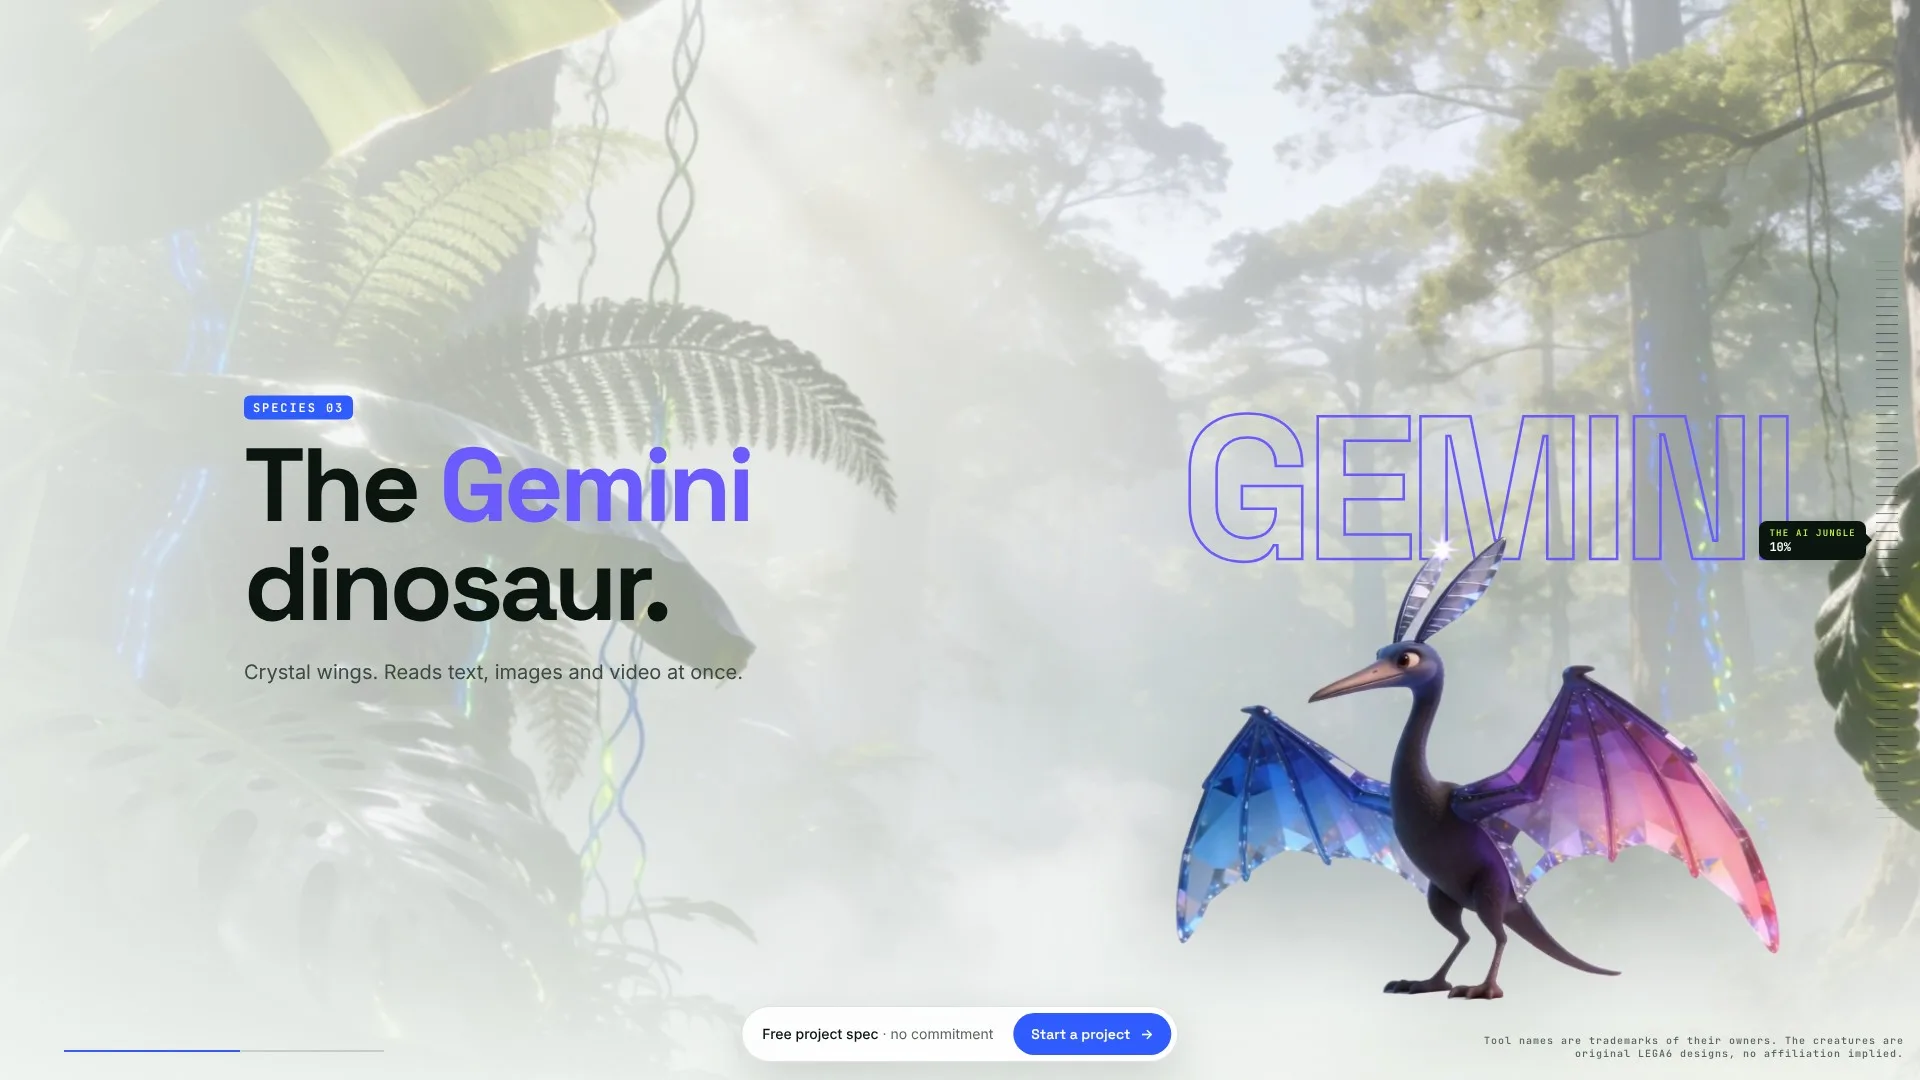 SPECIES 03
The Gemini
dinosaur.
Crystal wings. Reads text, images and video at once.
GEMINI
THE AI JUNGLE
10%
Free project spec · no commitment
Start a project →
Tool names are trademarks of their owners. The creatures are
original LEGA6 designs, no affiliation implied.